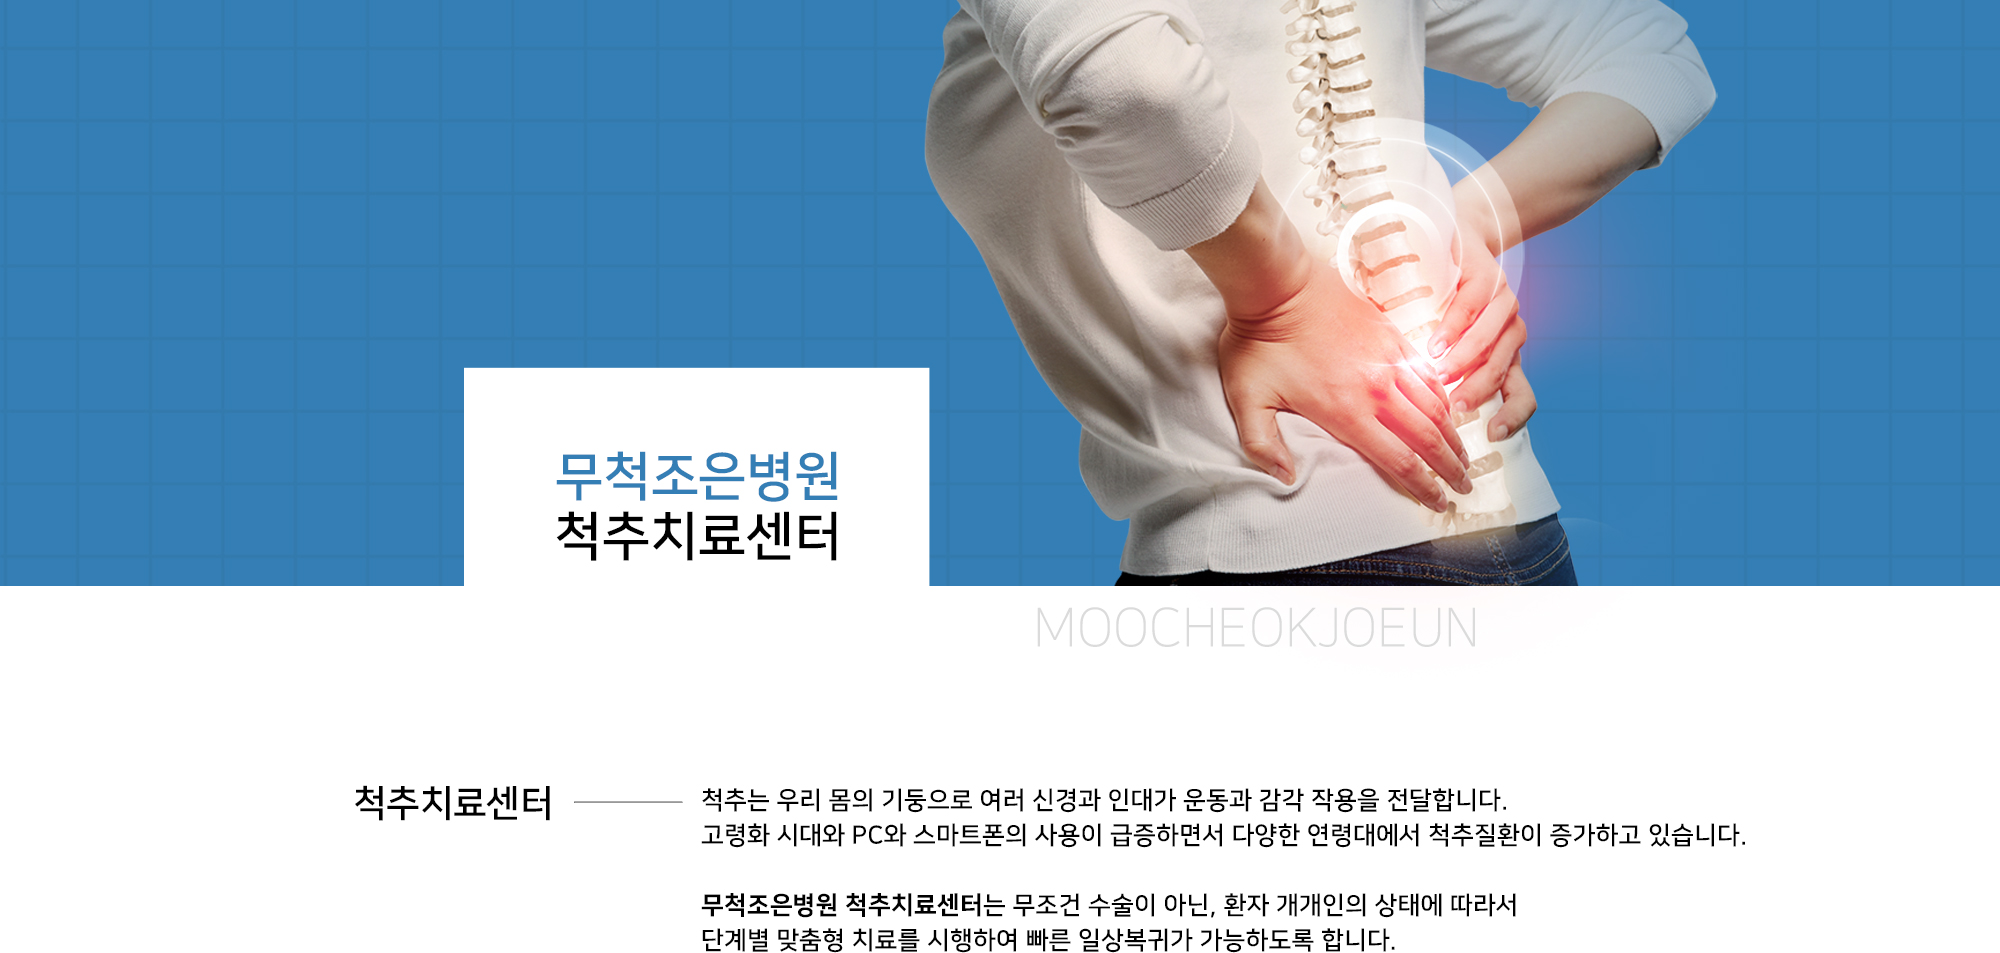 무척조은병원
척추치료센터
MOOCHEOKJOEUN
척추치료센터
척추는 우리 몸의 기둥으로 여러 신경과 인대가 운동과 감각 작용을 전달합니다.
고령화 시대와 PC와 스마트폰의 사용이 급증하면서 다양한 연령대에서 척추질환이 증가하고 있습니다.
무척조은병원 척추치료센터는 무조건 수술이 아닌, 환자 개개인의 상태에 따라서
단계별 맞춤형 치료를 시행하여 빠른 일상복귀가 가능하도록 합니다.